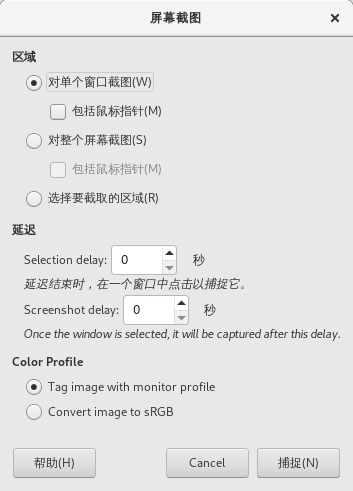 屏幕截图
区域
对单个窗口截图(W)
包括鼠标指针(M)
对整个屏幕截图(S)
包括鼠标指针(M)
选择要截取的区域(R)
延迟
Selection delay: 0 秒
延迟结束时，在一个窗口中点击以捕捉它。
Screenshot delay: 0 秒
Once the window is selected, it will be captured after this delay.
Color Profile
Tag image with monitor profile
Convert image to sRGB
帮助(H) Cancel 捕捉(N)